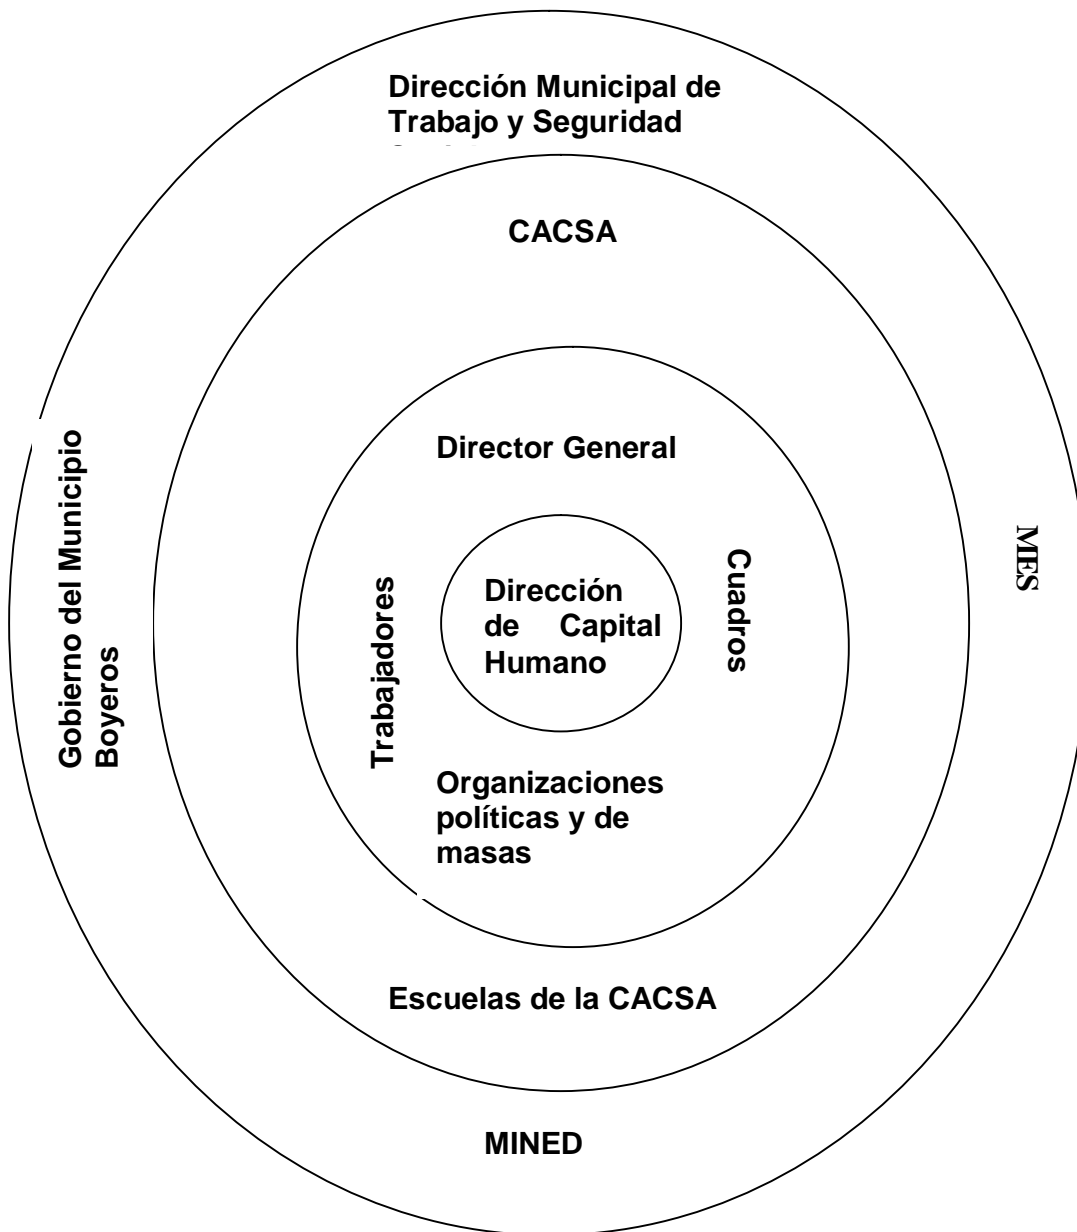 Dirección Municipal de
Trabajo y Seguridad
CACSA
Director General
Gobierno del Municipio
Boyeros
Trabajadores
Dirección
de Capital
Humano
Cuadros
MES
Organizaciones
políticas y de
masas
Escuelas de la CACSA
MINED